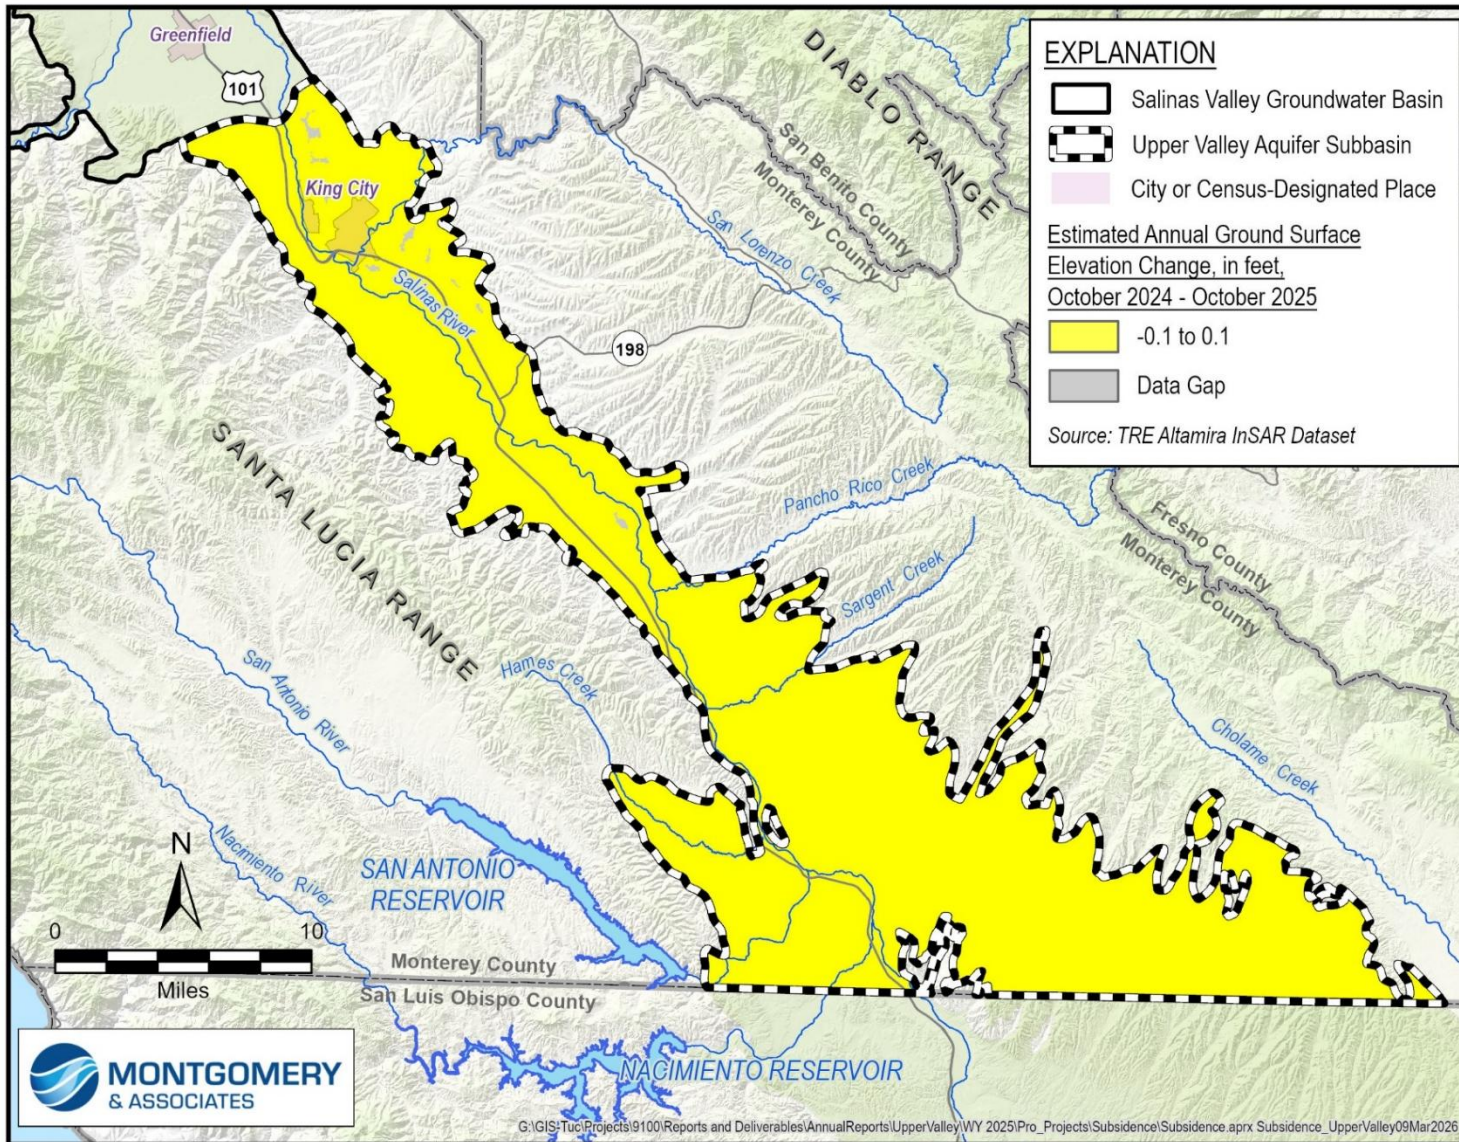 Greenfield
101
DIABLO RANGE
San Benito County
Monterey County
King City
San Lorenzo Creek
Salinas River
198
SANTA LUCIA RANGE
Pancho Rico Creek
Sargent Creek
Fresno County
Monterey County
Hames Creek
San Antonio River
Cholame Creek
Nacimiento River
SAN ANTONIO
RESERVOIR
N
0 10
Miles
Monterey County
San Luis Obispo County
NACIMIENTO RESERVOIR
EXPLANATION
Salinas Valley Groundwater Basin
Upper Valley Aquifer Subbasin
City or Census-Designated Place
Estimated Annual Ground Surface
Elevation Change, in feet,
October 2024 - October 2025
-0.1 to 0.1
Data Gap
Source: TRE Altamira InSAR Dataset
MONTGOMERY
& ASSOCIATES
G:\GIS-Tuc\Projects\9100\Reports and Deliverables\AnnualReports\UpperValley\WY 2025\Pro_Projects\Subsidence\Subsidence.aprx Subsidence_UpperValley09Mar2026